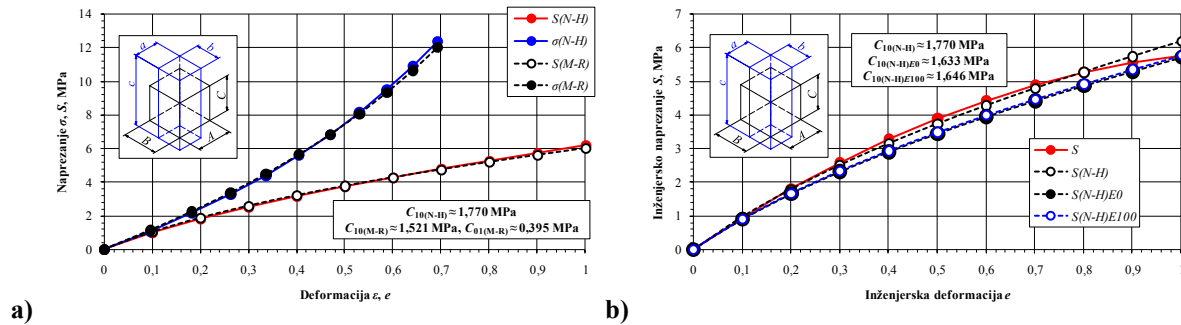 Naprezanje σ, S, MPa
14
12
10
8
6
4
2
0
0 0,1 0,2 0,3 0,4 0,5 0,6 0,7 0,8 0,9 1
Deformacija ε, e
a b c A B C
S(N-H)
σ(N-H)
S(M-R)
σ(M-R)
C10(N-H) ≈ 1,770 MPa
C10(M-R) ≈ 1,521 MPa, C01(M-R) ≈ 0,395 MPa
a)
Inženjersko naprezanje S, MPa
7
6
5
4
3
2
1
0
0 0,1 0,2 0,3 0,4 0,5 0,6 0,7 0,8 0,9 1
Inženjerska deformacija e
a b c A B C
C10(N-H) ≈ 1,770 MPa
C10(N-H)E0 ≈ 1,633 MPa
C10(N-H)E100 ≈ 1,646 MPa
S
S(N-H)
S(N-H)E0
S(N-H)E100
b)